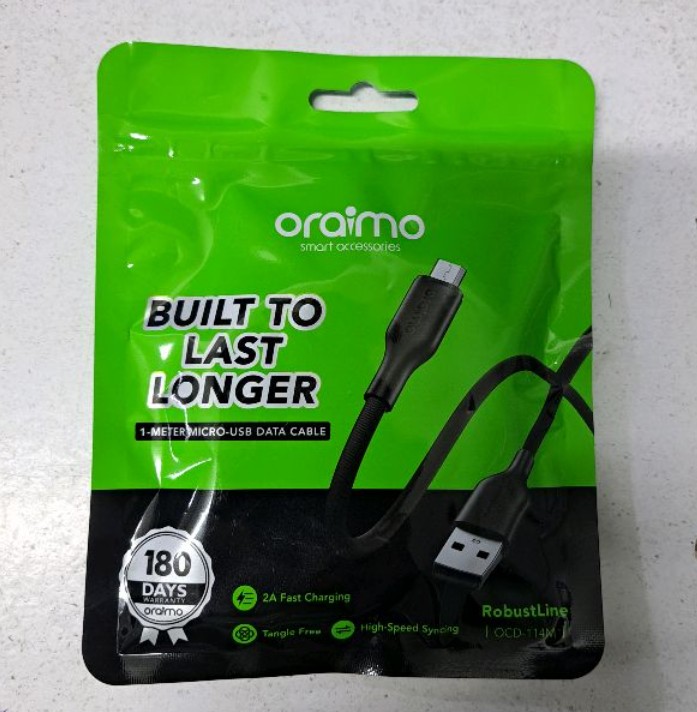 oraimo
smart accessories
BUILT TO
LAST
LONGER
1-METER MICRO-USB DATA CABLE
180
DAYS
WARRANTY
oraimo
2A Fast Charging
Tangle Free
High-Speed Syncing
RobustLine
| OCD-114M |